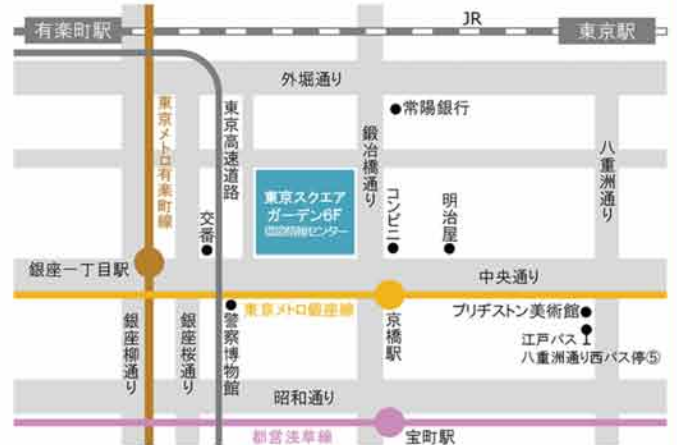 JR
有楽町駅
東京駅
外堀通り
東京メトロ有楽町線
東京高速道路
常陽銀行
鍛冶橋通り
八重洲通り
東京スクエア
ガーデン6F
交番
コンビニ
明治屋
銀座一丁目駅
中央通り
東京メトロ銀座線
京橋駅
ブリヂストン美術館
江戸バス
八重洲通り西バス停⑤
銀座柳通り
銀座桜通り
警察博物館
昭和通り
都営浅草線
宝町駅